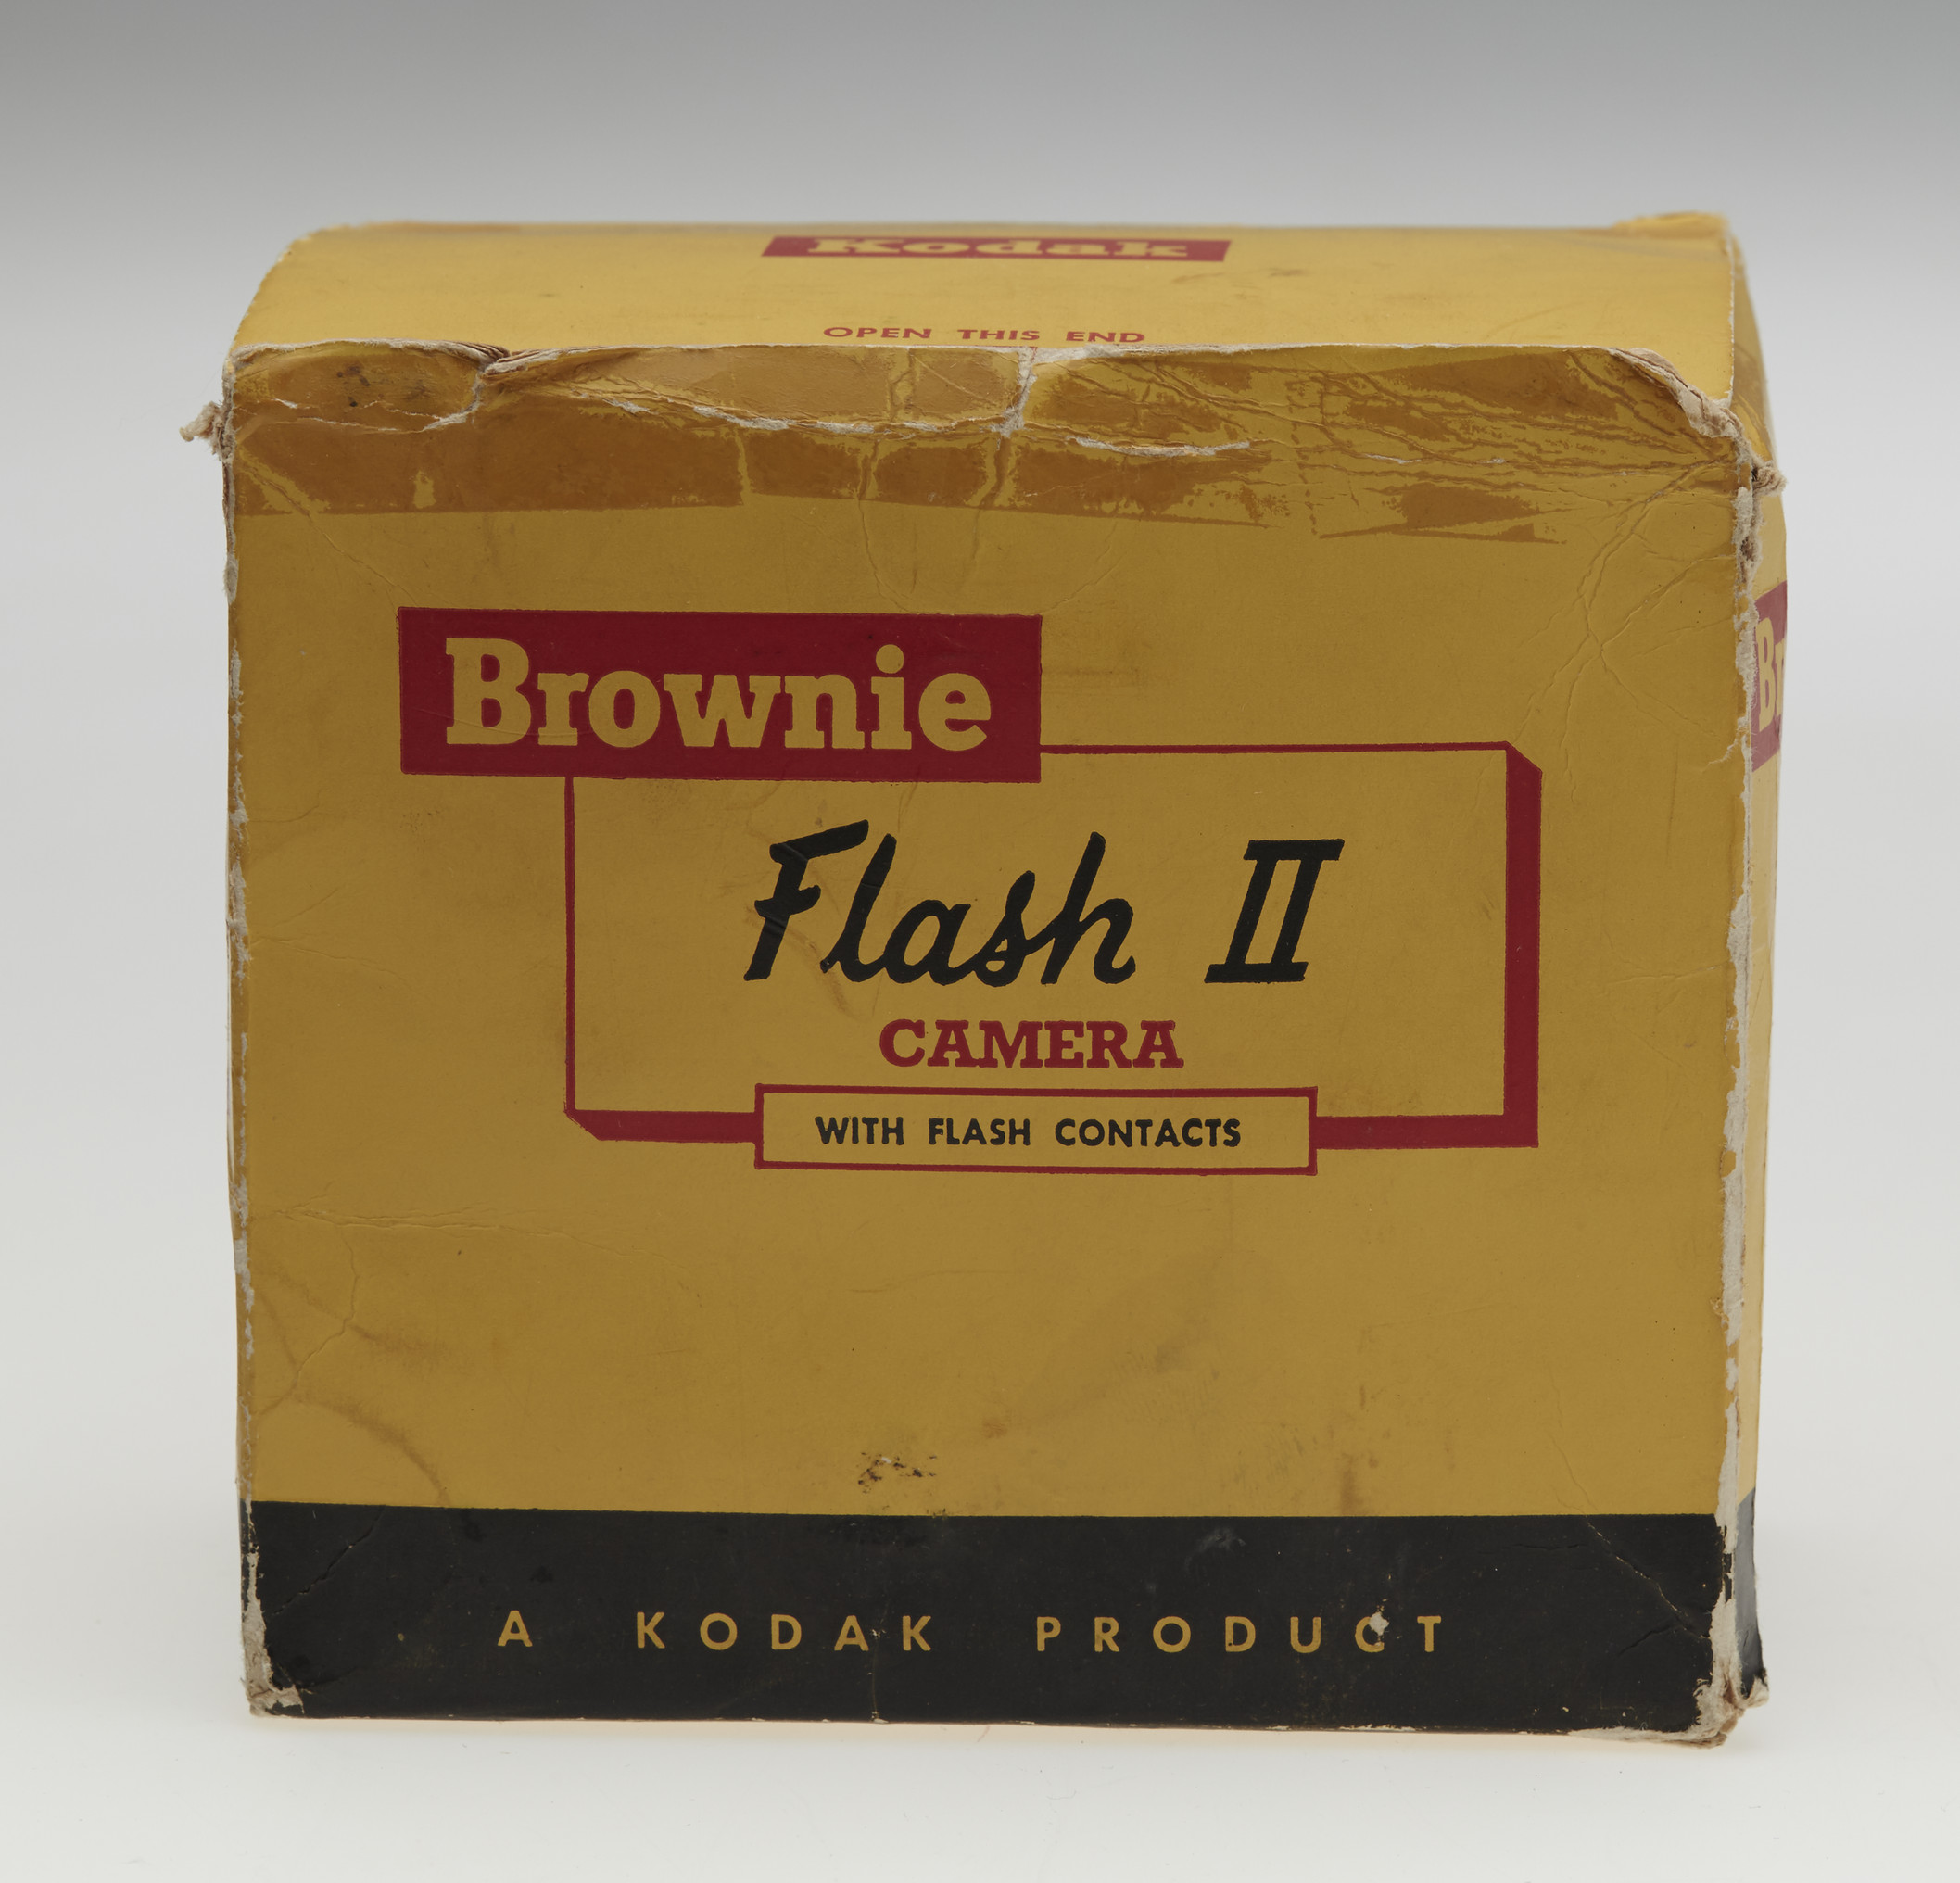 Kodak
OPEN THIS END
Brownie
Flash II
CAMERA
WITH FLASH CONTACTS
A KODAK PRODUCT